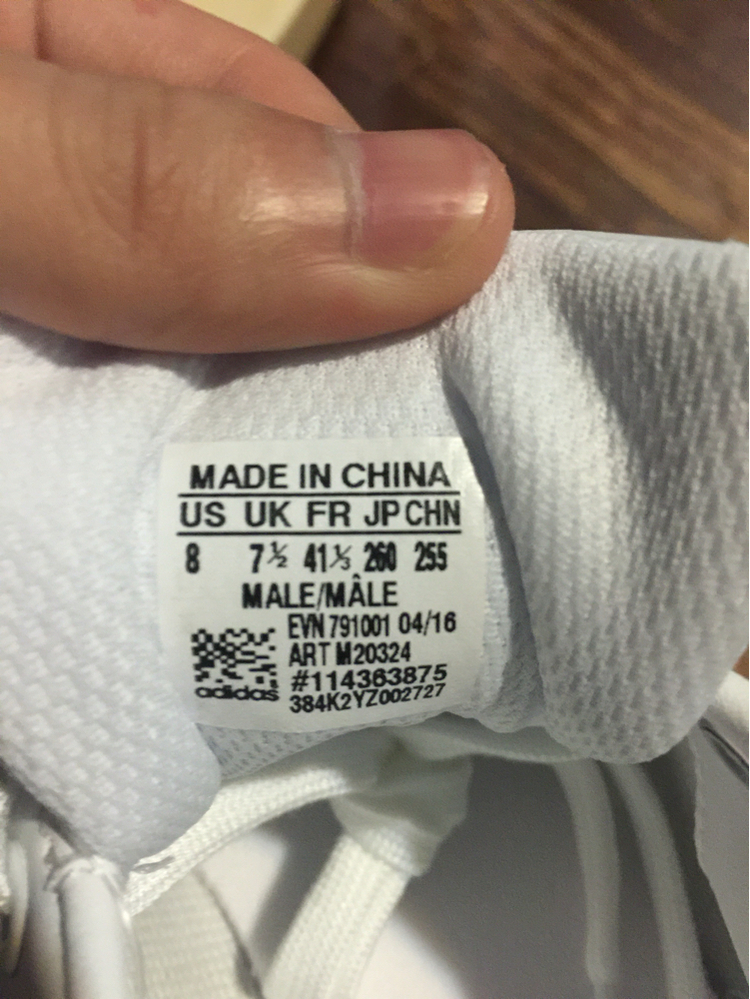 MADE IN CHINA
US UK FR JP CHN
8 7½ 41⅓ 260 255
MALE/MÂLE
EVN 791001 04/16
ART M20324
#114363875
384K2YZ002727
adidas